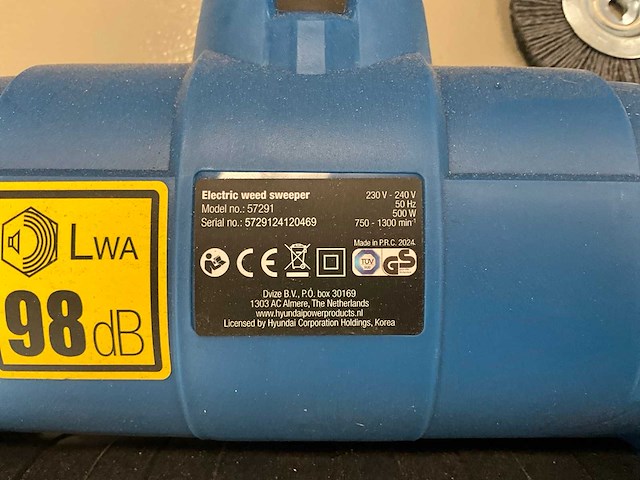 LWA
98 dB
Electric weed sweeper
Model no.: 57291
Serial no.: 5729124120469
230 V - 240 V
50 Hz
500 W
750 - 1300 min⁻¹
Made in P.R.C. 2024.
CE TÜV GS
Dvize B.V., P.O. box 30169
1303 AC Almere, The Netherlands
www.hyundaipowerproducts.nl
Licensed by Hyundai Corporation Holdings, Korea